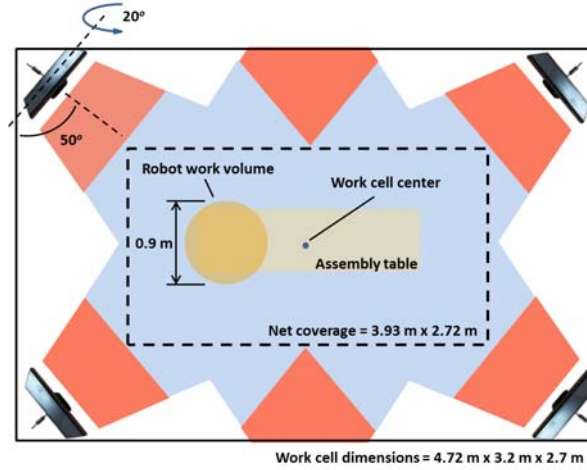 20º
50º
Robot work volume
Work cell center
0.9 m
Assembly table
Net coverage = 3.93 m x 2.72 m
Work cell dimensions = 4.72 m x 3.2 m x 2.7 m